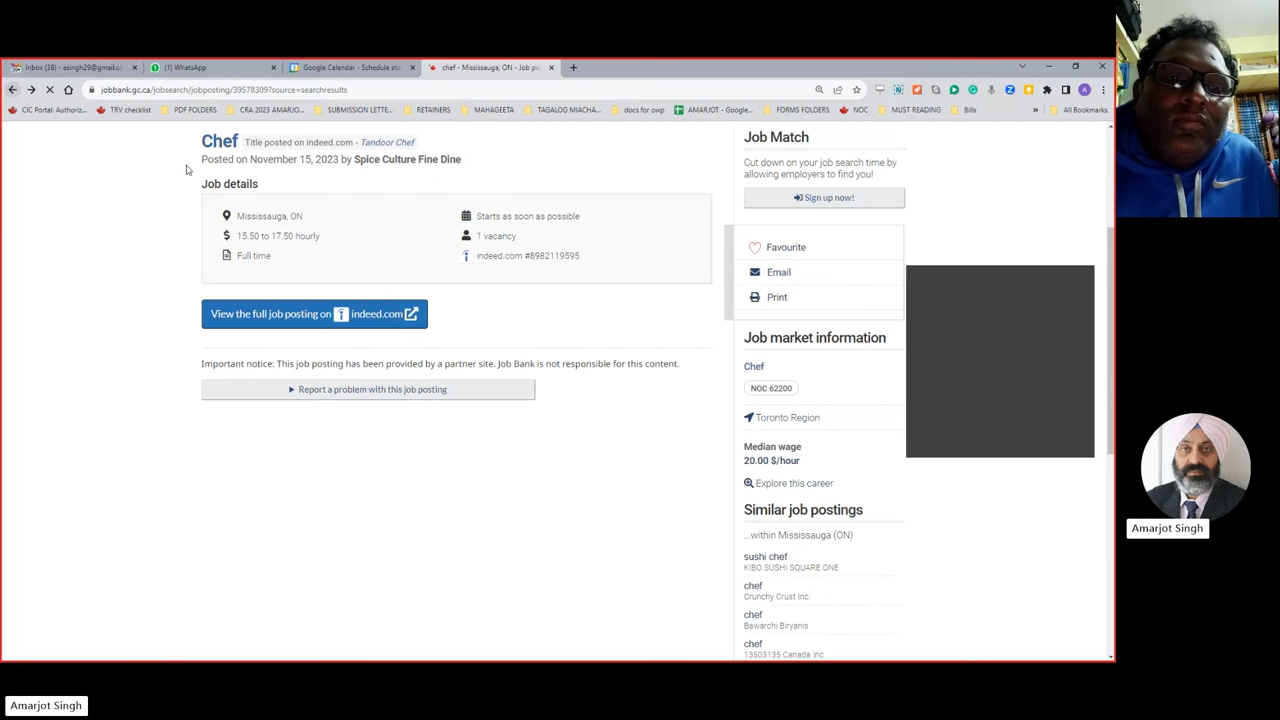 Inbox (38) - asingh29@gmail.c
WhatsApp
Google Calendar - Schedule sta
chef - Mississauga, ON - Job po
jobbank.gc.ca/jobsearch/jobposting/39578309?source=searchresults
CIC Portal: Authoriz...
TRV checklist
PDF FOLDERS
CRA 2023 AMARJO...
SUBMISSION LETTE...
RETAINERS
MAHAGEETA
TAGALOG MIACHA...
docs for owp
AMARJOT - Google...
FORMS FOLDERS
NOC
MUST READING
Bills
»
All Bookmarks
Chef Title posted on indeed.com - Tandoor Chef
Posted on November 15, 2023 by Spice Culture Fine Dine
Job details
Mississauga, ON
15.50 to 17.50 hourly
Full time
Starts as soon as possible
1 vacancy
indeed.com #8982119595
View the full job posting on indeed.com
Important notice: This job posting has been provided by a partner site. Job Bank is not responsible for this content.
Report a problem with this job posting
Job Match
Cut down on your job search time by
allowing employers to find you!
Sign up now!
Favourite
Email
Print
Job market information
Chef
NOC 62200
Toronto Region
Median wage
20.00 $/hour
Explore this career
Similar job postings
...within Mississauga (ON)
sushi chef
KIBO SUSHI SQUARE ONE
chef
Crunchy Crust Inc.
chef
Bawarchi Biryanis
chef
13503135 Canada Inc
Amarjot Singh
Amarjot Singh